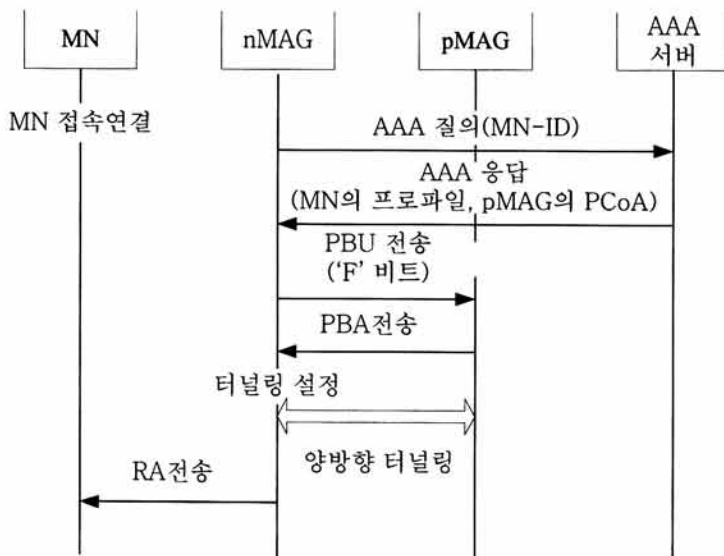 MN
nMAG
pMAG
AAA
서버
MN 접속연결
AAA 질의(MN-ID)
AAA 응답
(MN의 프로파일, pMAG의 PCoA)
PBU 전송
(‘F’ 비트)
PBA전송
터널링 설정
양방향 터널링
RA전송